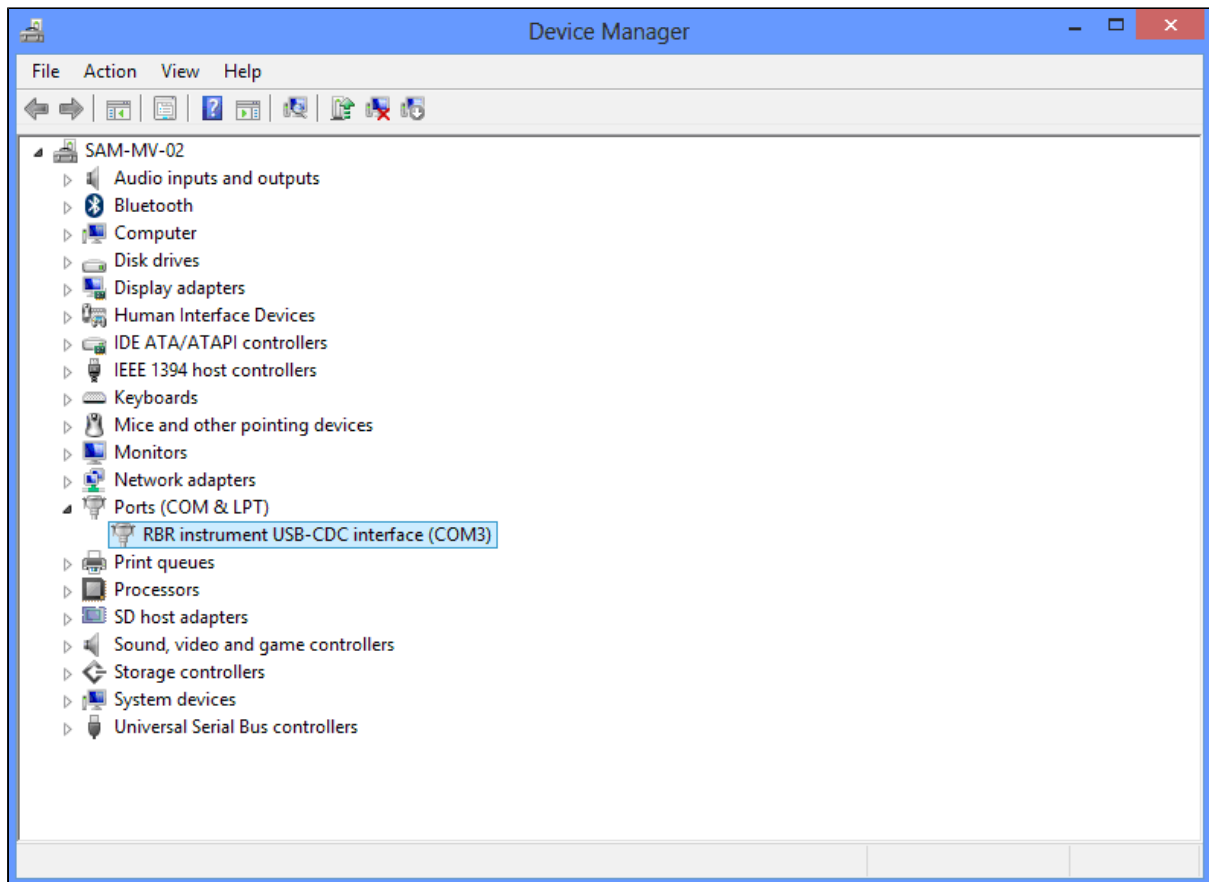 Device Manager
File Action View Help
SAM-MV-02
Audio inputs and outputs
Bluetooth
Computer
Disk drives
Display adapters
Human Interface Devices
IDE ATA/ATAPI controllers
IEEE 1394 host controllers
Keyboards
Mice and other pointing devices
Monitors
Network adapters
Ports (COM & LPT)
RBR instrument USB-CDC interface (COM3)
Print queues
Processors
SD host adapters
Sound, video and game controllers
Storage controllers
System devices
Universal Serial Bus controllers